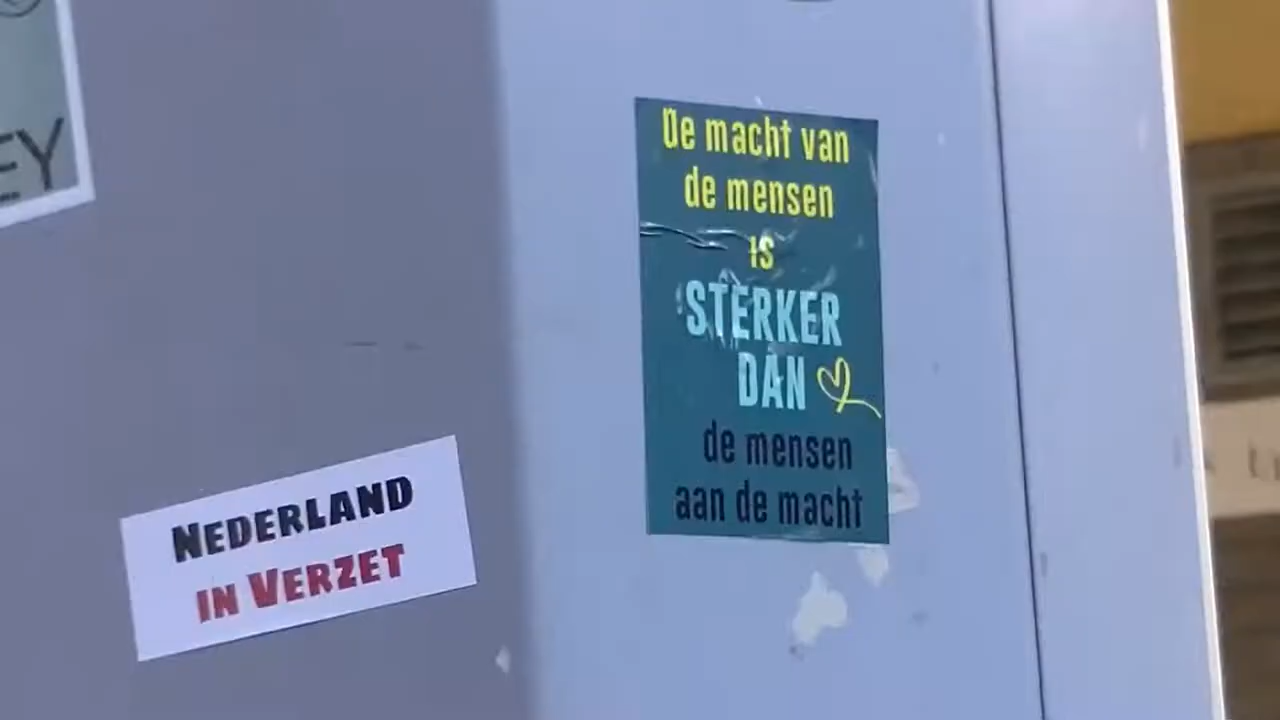 EY
De macht van
de mensen
is
STERKER
DAN
de mensen
aan de macht
NEDERLAND
IN VERZET